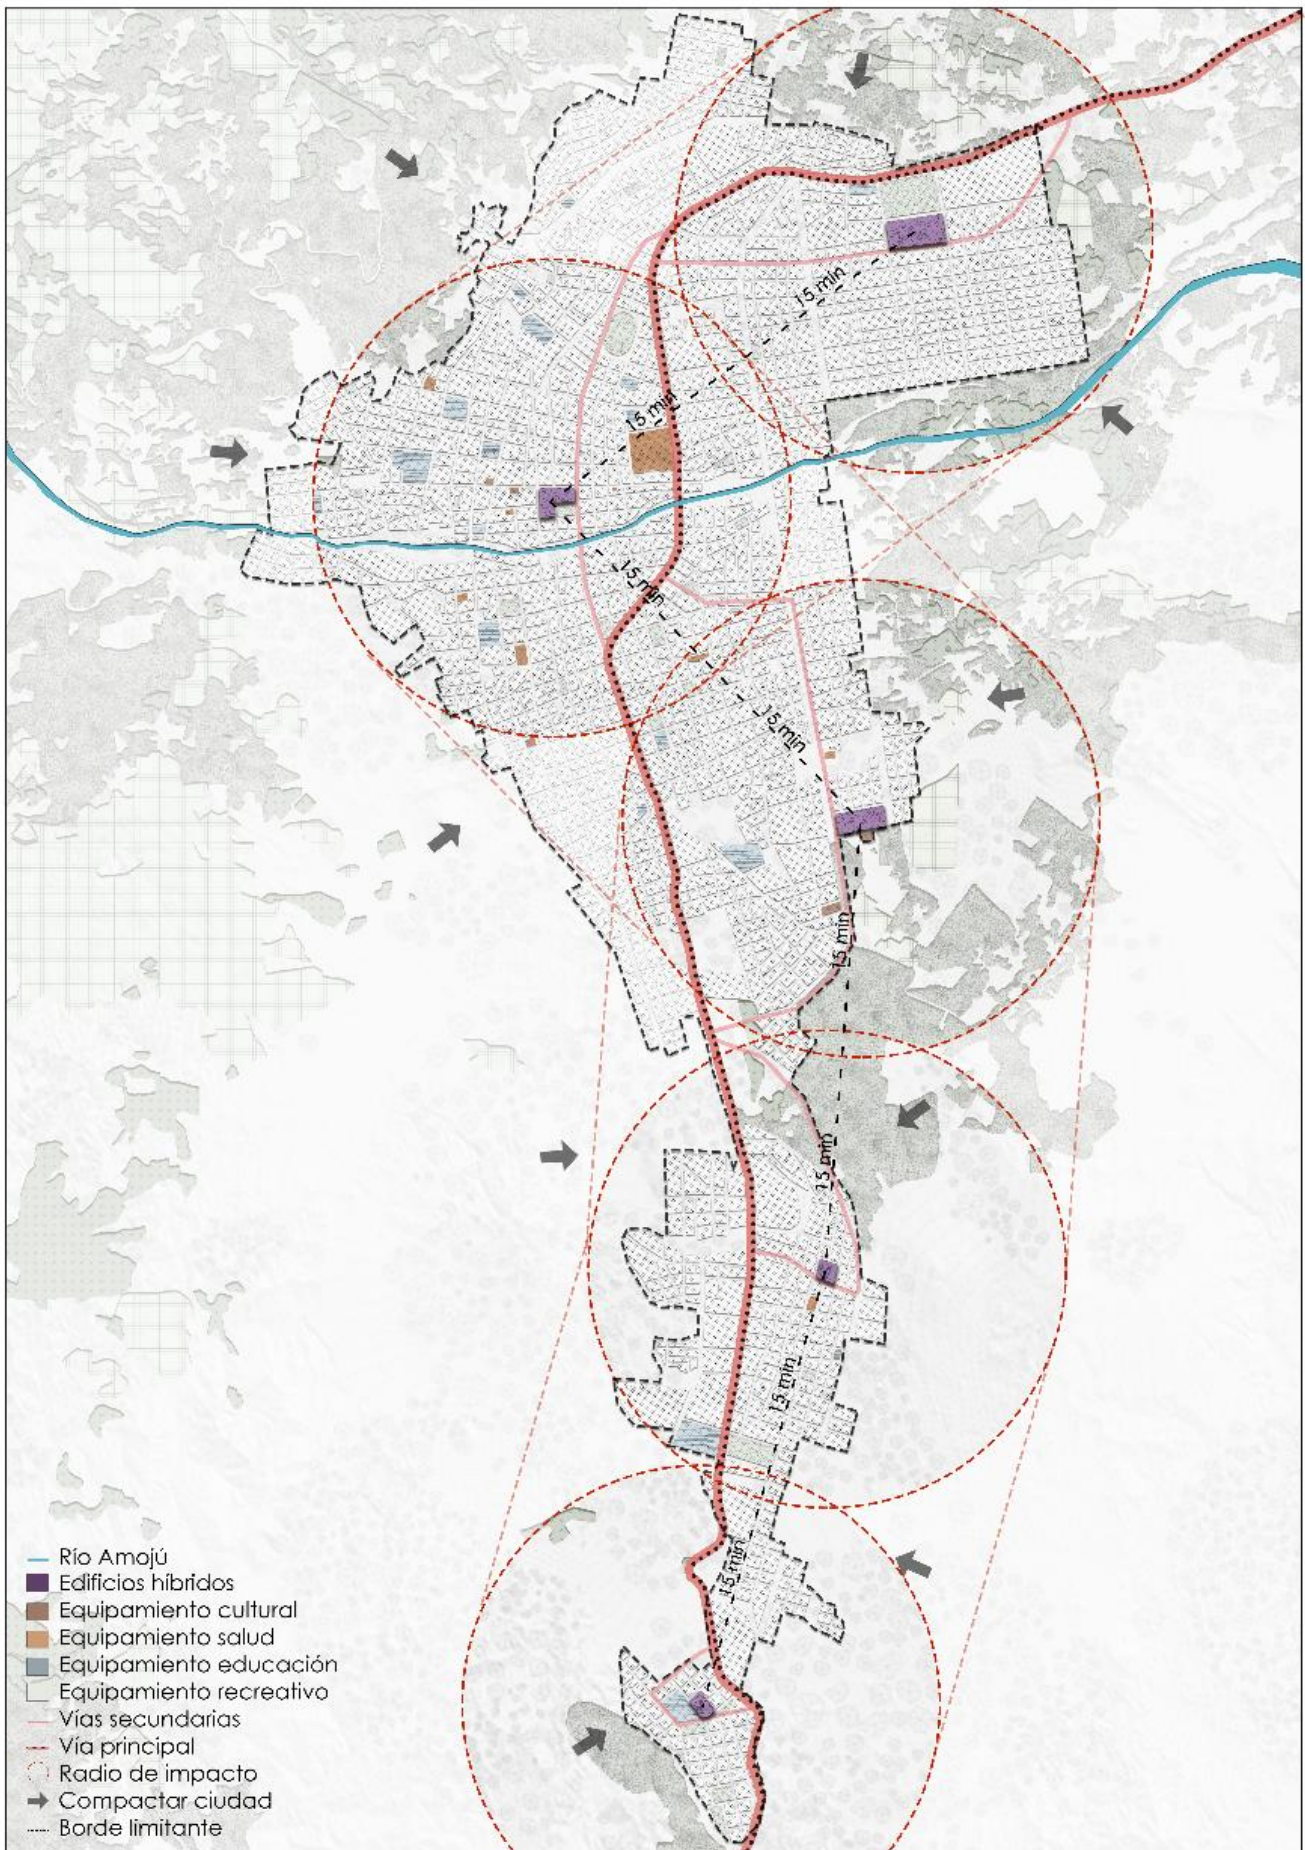 15 min
15 min
15 min
15 min
15 min
15 min
15 min
15 min
Río Amojú
Edificios híbridos
Equipamiento cultural
Equipamiento salud
Equipamiento educación
Equipamiento recreativo
Vías secundarias
Vía principal
Radio de impacto
Compactar ciudad
Borde limitante